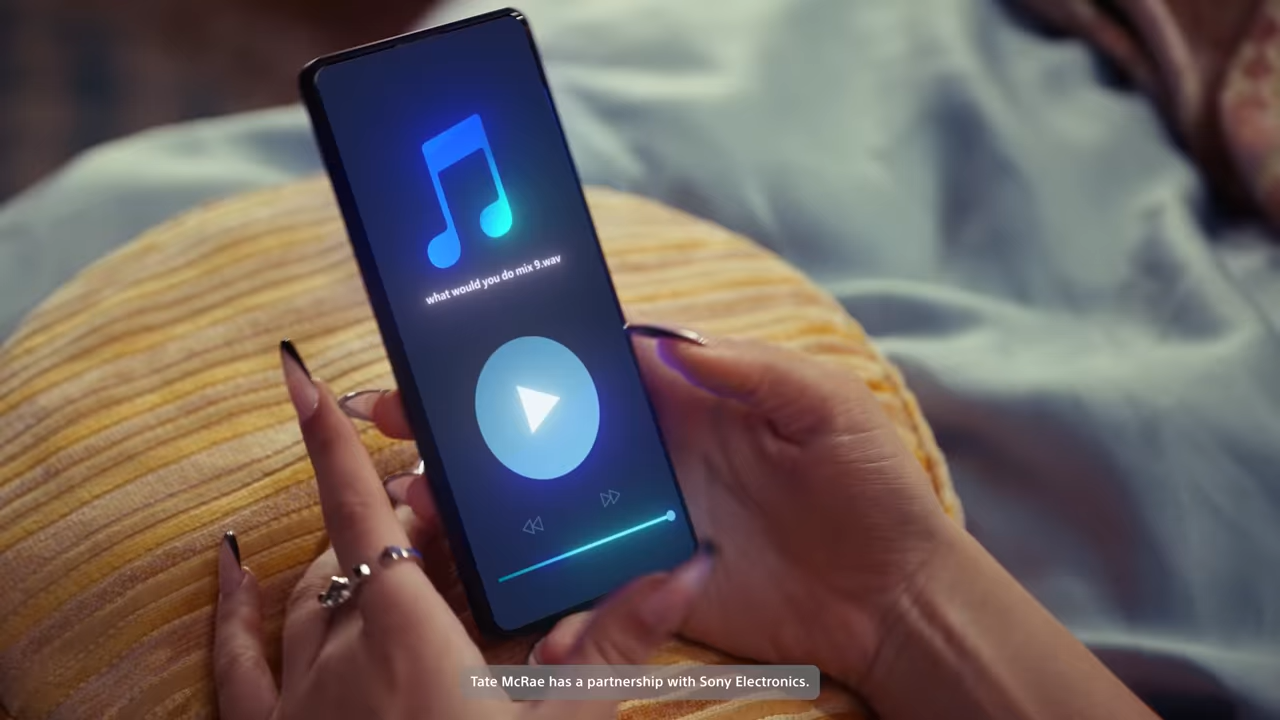 what would you do mix 9.wav
Tate McRae has a partnership with Sony Electronics.